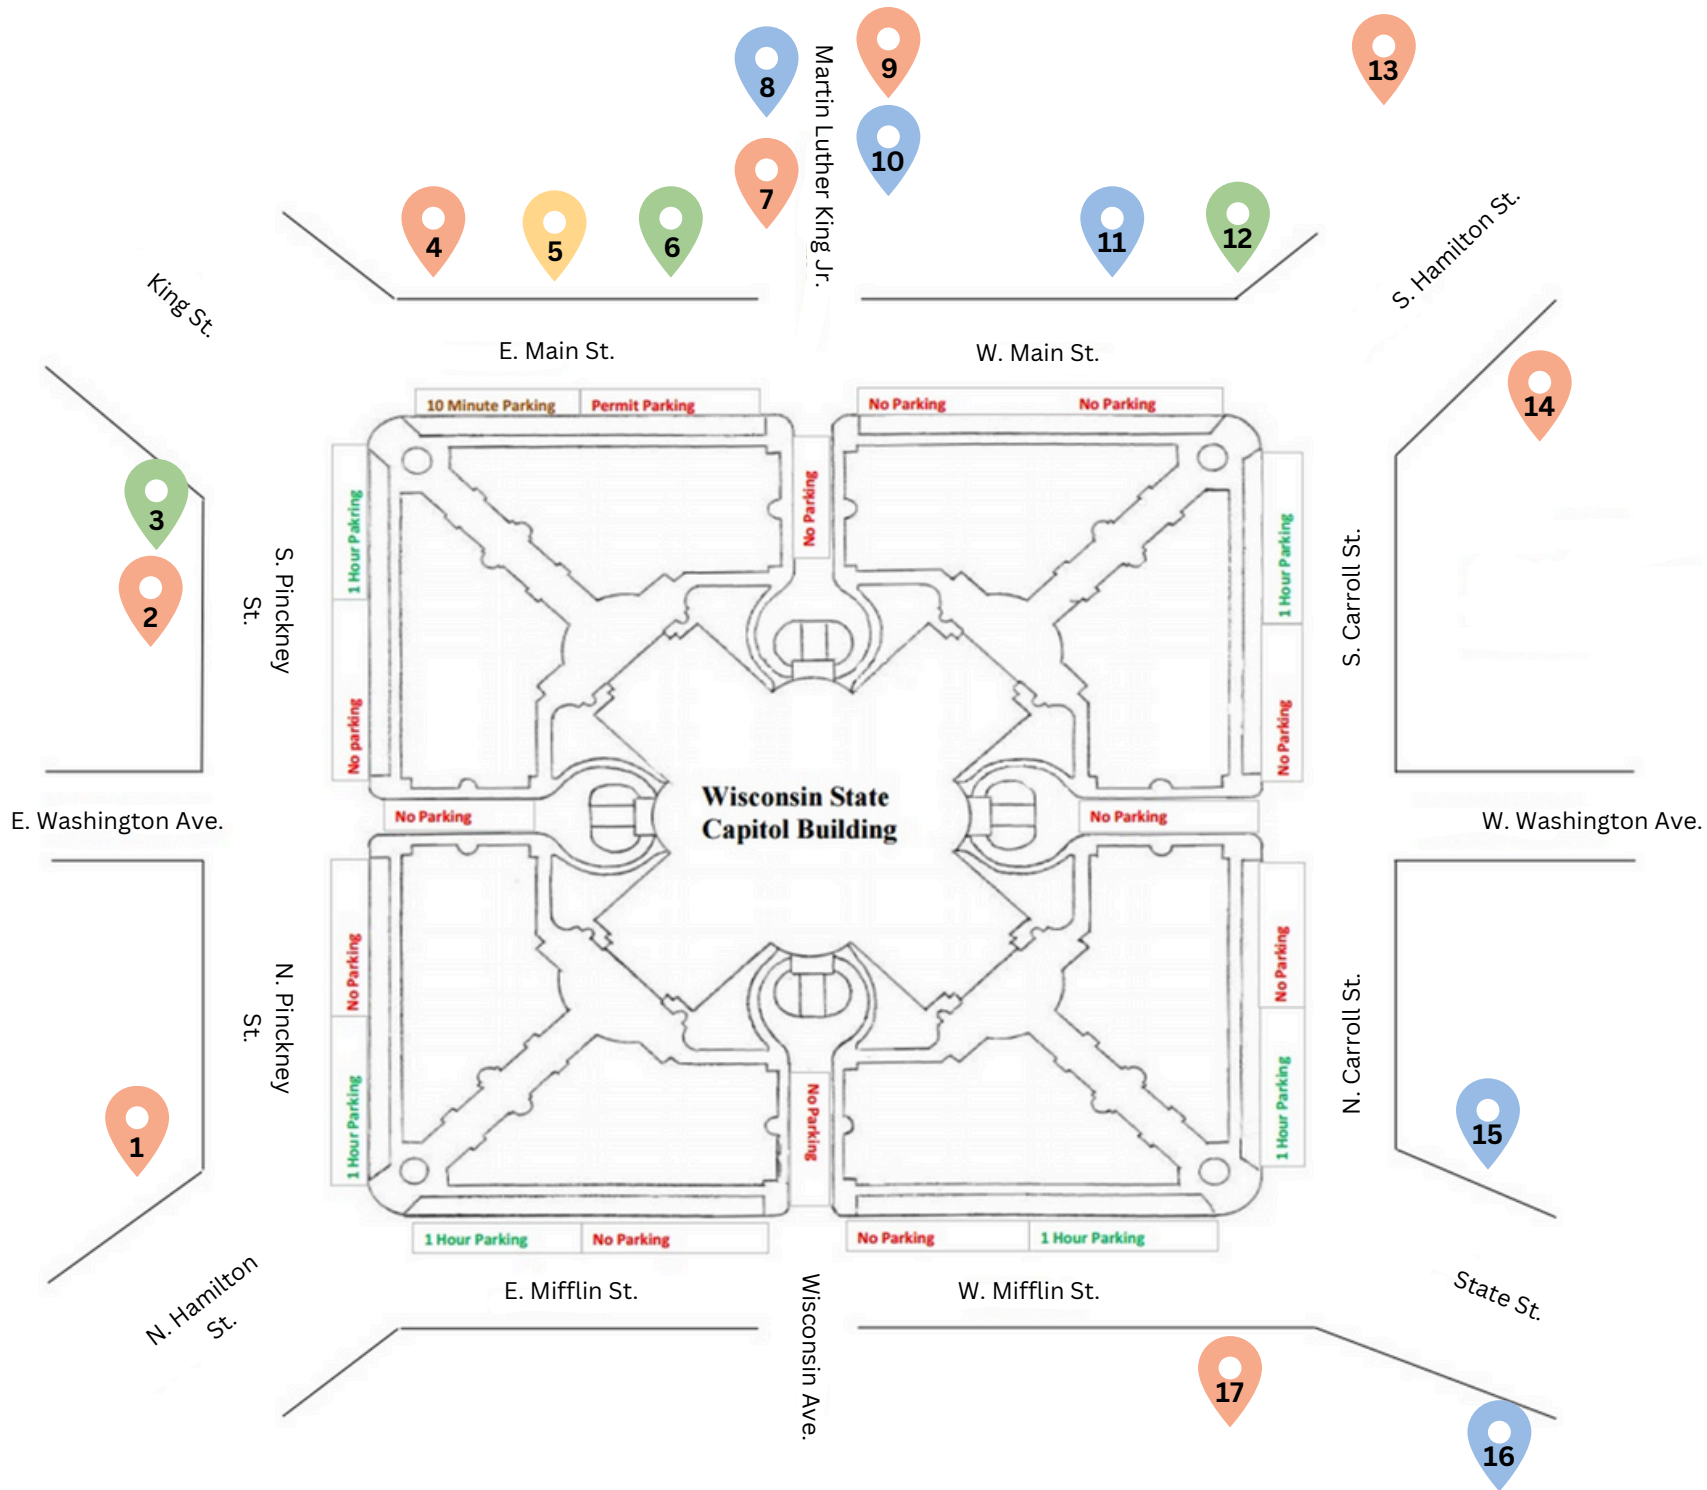 8
9
13
10
7
Martin Luther King Jr.
4
5
6
11
12
S. Hamilton St.
King St.
E. Main St.
W. Main St.
10 Minute Parking
Permit Parking
No Parking
No Parking
14
3
2
1 Hour Pakring
No Parking
1 Hour Parking
S. Pinckney
St.
S. Carroll St.
No parking
No Parking
Wisconsin State
Capitol Building
E. Washington Ave.
No Parking
No Parking
W. Washington Ave.
No Parking
No Parking
N. Pinckney
St.
N. Carroll St.
1 Hour Parking
No Parking
1 Hour Parking
1
15
1 Hour Parking
No Parking
No Parking
1 Hour Parking
N. Hamilton
St.
E. Mifflin St.
Wisconsin Ave.
W. Mifflin St.
State St.
17
16